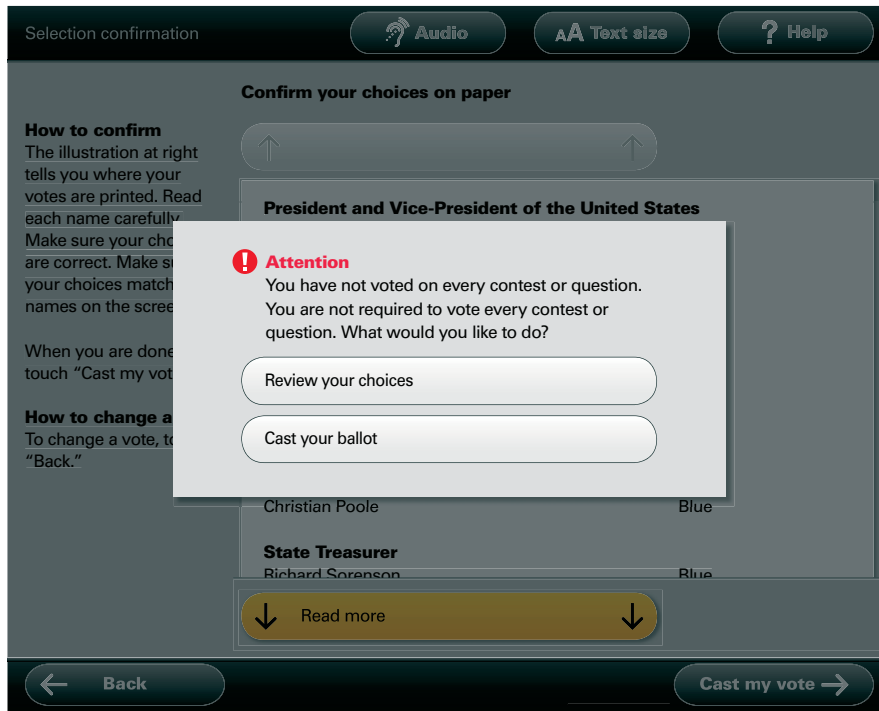 Selection confirmation
Audio
AA Text size
? Help
Confirm your choices on paper
How to confirm
The illustration at right
tells you where your
votes are printed. Read
each name carefully
Make sure your
are correct. Make
your choices match
names on the
When you are done
touch “Cast my
How to change a
To change a vote,
“Back.”
President and Vice-President of the United States
! Attention
You have not voted on every contest or question.
You are not required to vote every contest or
question. What would you like to do?
Review your choices
Cast your ballot
Christian Poole Blue
State Treasurer
Richard Sorenson Blue
Read more
Back
Cast my vote